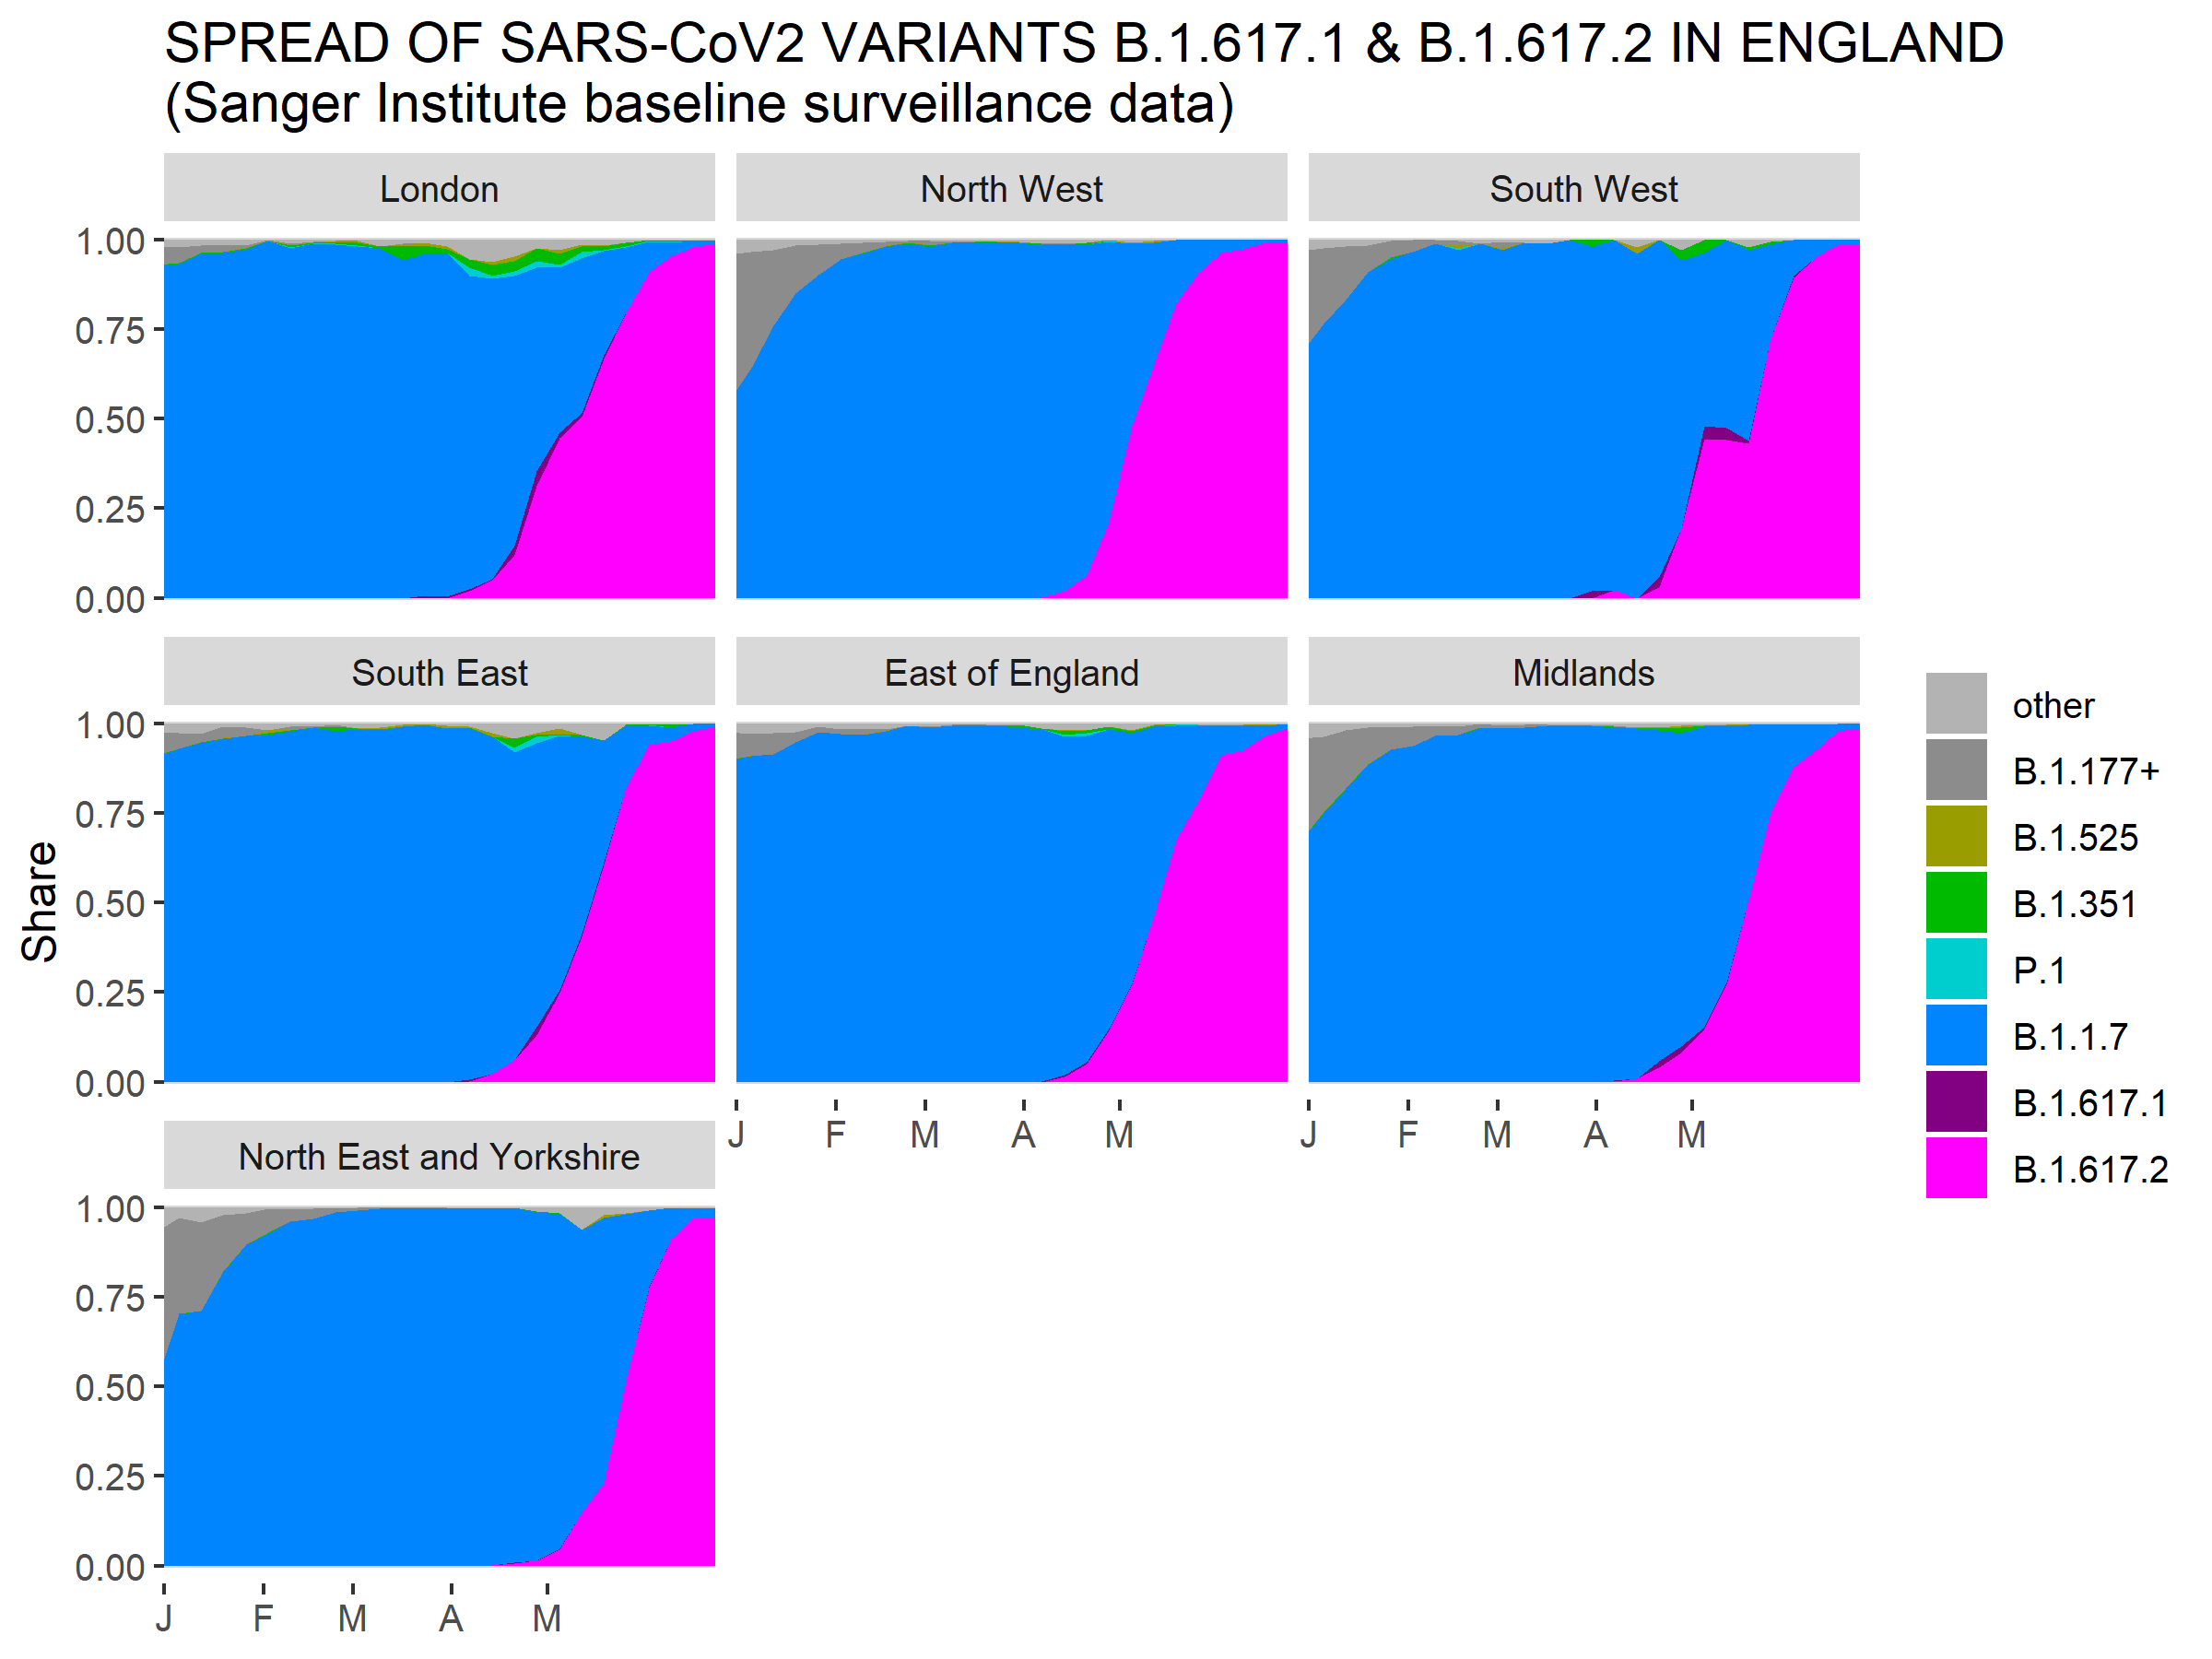 SPREAD OF SARS-CoV2 VARIANTS B.1.617.1 & B.1.617.2 IN ENGLAND
(Sanger Institute baseline surveillance data)
London
North West
South West
1.00
0.75
0.50
0.25
0.00
South East
East of England
Midlands
1.00
0.75
0.50
0.25
0.00
Share
J F M A M
J F M A M
North East and Yorkshire
1.00
0.75
0.50
0.25
0.00
J F M A M
other
B.1.177+
B.1.525
B.1.351
P.1
B.1.1.7
B.1.617.1
B.1.617.2